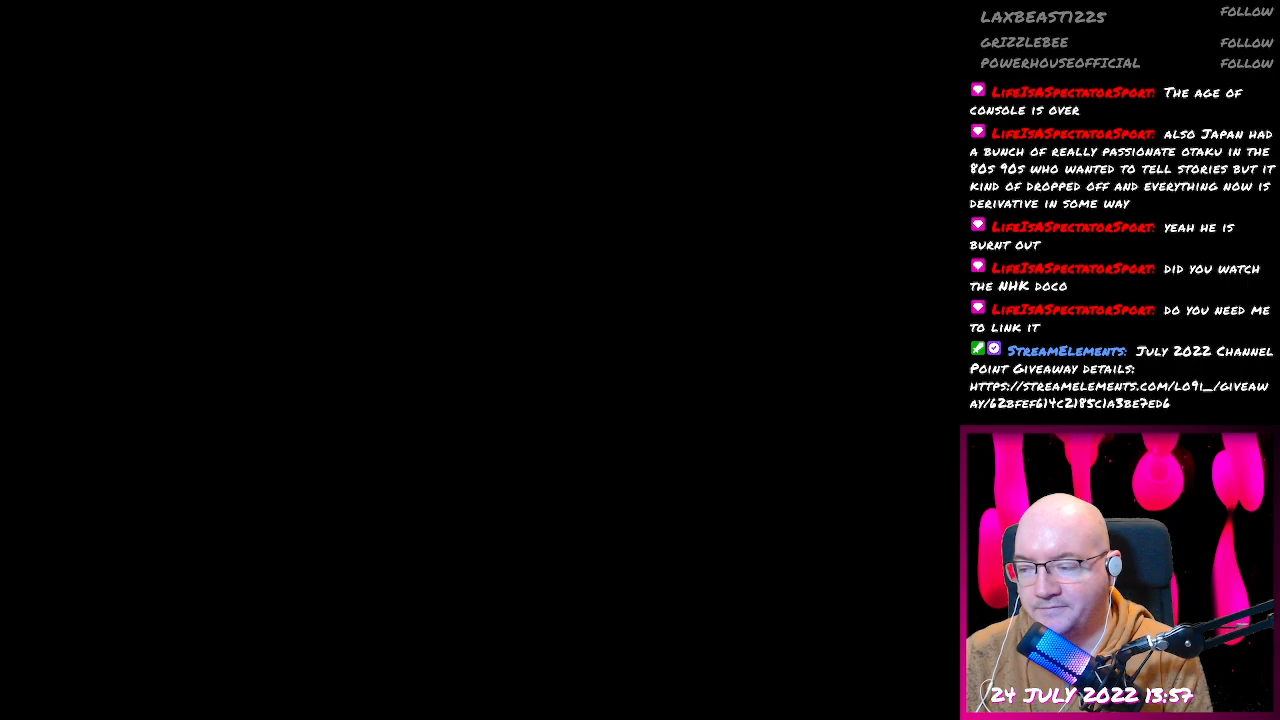 LAXBEAST1225 FOLLOW
GRIZZLEBEE FOLLOW
POWERHOUSEOFFICIAL FOLLOW
LifeIsASpectatorSport: The age of
console is over
LifeIsASpectatorSport: also Japan had
a bunch of really passionate otaku in the
80s 90s who wanted to tell stories but it
kind of dropped off and everything now is
derivative in some way
LifeIsASpectatorSport: yeah he is
burnt out
LifeIsASpectatorSport: did you watch
the NHK doco
LifeIsASpectatorSport: do you need me
to link it
StreamElements: July 2022 Channel
Point Giveaway details:
https://streamelements.com/lo9i_/giveaw
ay/62bfef614c2185c1a3be7ed6
24 JULY 2022 13:57